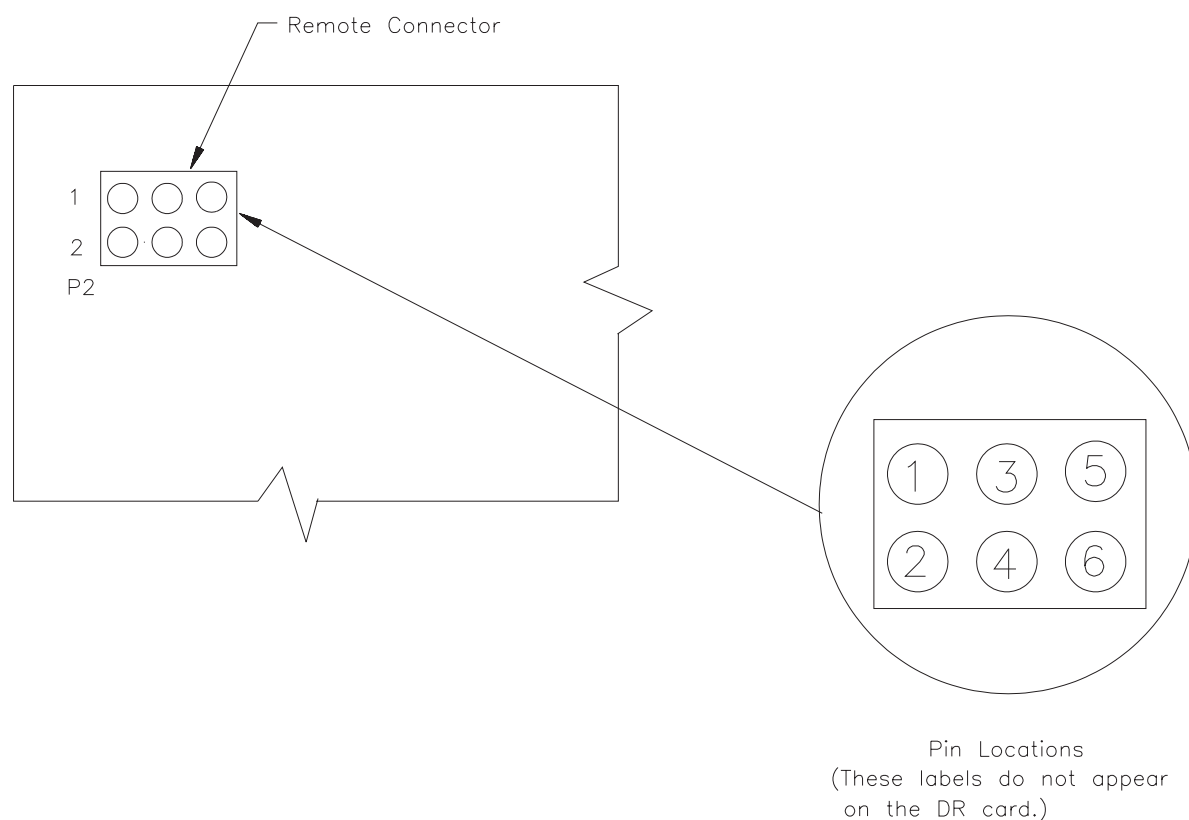 Remote Connector
1
2
P2
1 3 5
2 4 6
Pin Locations
(These labels do not appear
on the DR card.)